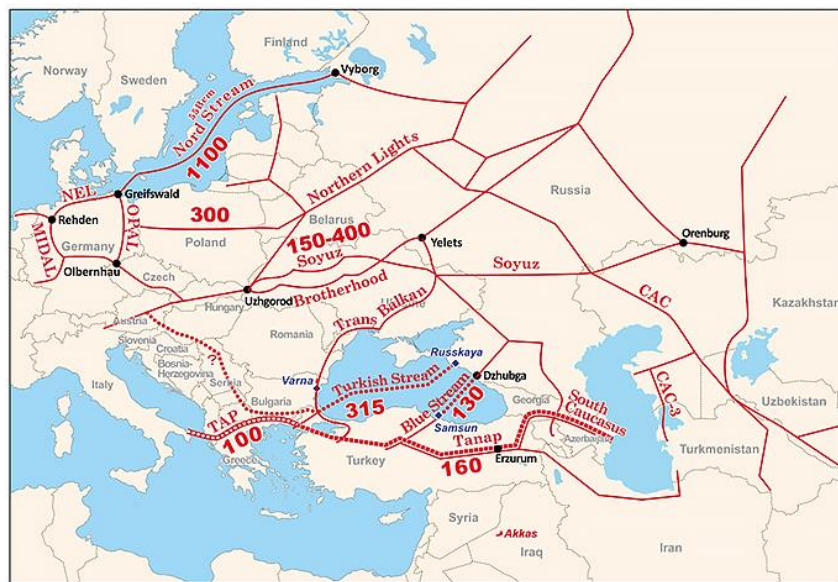 Finland
Norway
Sweden
Vyborg
55Bcm
Nord Stream
1100
Northern Lights
NEL
Greifswald
Russia
Rehden
OPAL
300
Belarus
MIDAL
Germany
Poland
150-400
Yelets
Orenburg
Olbernhau
Soyuz
Soyuz
Czech
Uzhgorod
Brotherhood
Ukraine
CAC
Kazakhstan
Hungary
Austria
Trans Balkan
Slovenia
Romania
Croatia
Bosnia-
Herzegovina
Russkaya
Serbia
Varna
Turkish Stream
Dzhubga
Italy
Bulgaria
315
Blue Stream
130
Georgia
South
Caucasus
CAC-3
Uzbekistan
TAP
100
Samsun
Azerbaijan
Tanap
Turkmenistan
Greece
Turkey
160
Erzurum
Syria
Akkas
Iraq
Iran